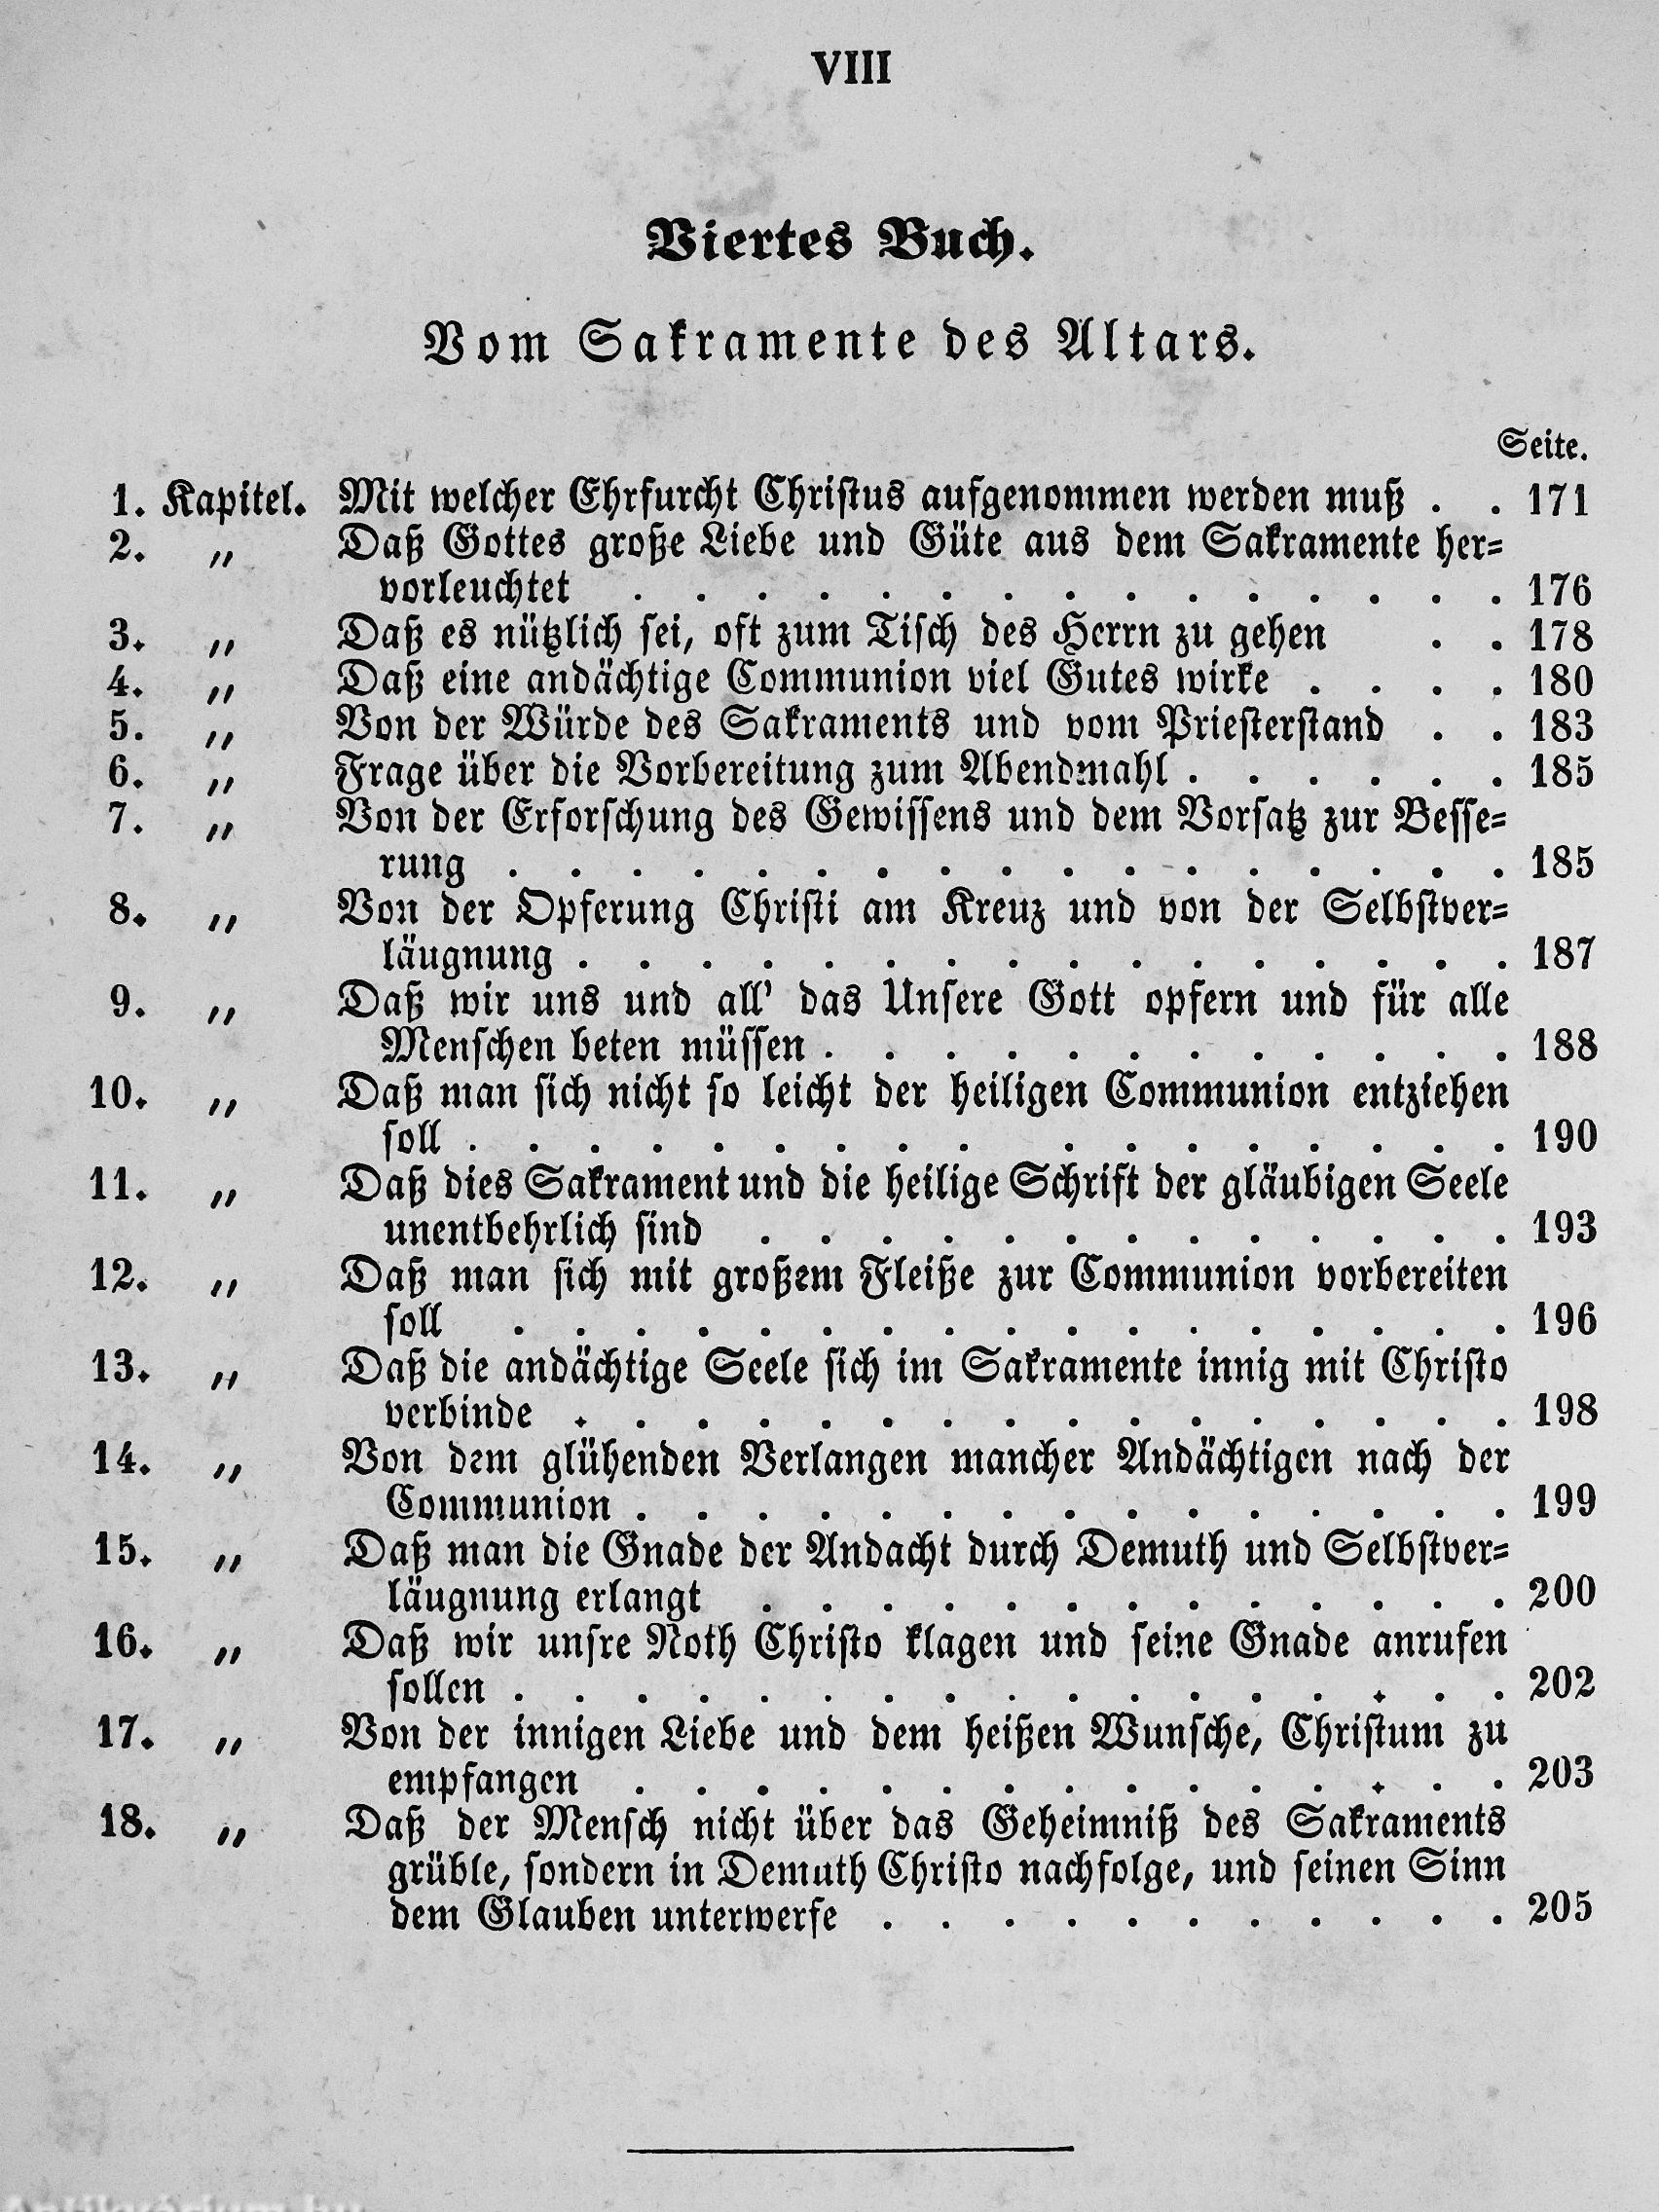 VIII
Viertes Buch.
Vom Sakramente des Altars.
Seite.
1. Kapitel. Mit welcher Ehrfurcht Christus aufgenommen werden muß . . 171
2. „ Daß Gottes große Liebe und Güte aus dem Sakramente her-
vorleuchtet . . . . . . . . . . . . . . . 176
3. „ Daß es nützlich sei, oft zum Tisch des Herrn zu gehen . . 178
4. „ Daß eine andächtige Communion viel Gutes wirke . . . . 180
5. „ Von der Würde des Sakraments und vom Priesterstand . . 183
6. „ Frage über die Vorbereitung zum Abendmahl . . . . . . 185
7. „ Von der Erforschung des Gewissens und dem Vorsatz zur Besse-
rung . . . . . . . . . . . . . . . . . 185
8. „ Von der Opferung Christi am Kreuz und von der Selbstver-
läugnung . . . . . . . . . . . . . . . . 187
9. „ Daß wir uns und all' das Unsere Gott opfern und für alle
Menschen beten müssen . . . . . . . . . . . . 188
10. „ Daß man sich nicht so leicht der heiligen Communion entziehen
soll . . . . . . . . . . . . . . . . . 190
11. „ Daß dies Sakrament und die heilige Schrift der gläubigen Seele
unentbehrlich sind . . . . . . . . . . . . . 193
12. „ Daß man sich mit großem Fleiße zur Communion vorbereiten
soll . . . . . . . . . . . . . . . . . 196
13. „ Daß die andächtige Seele sich im Sakramente innig mit Christo
verbinde . . . . . . . . . . . . . . . . 198
14. „ Von dem glühenden Verlangen mancher Andächtigen nach der
Communion . . . . . . . . . . . . . . . 199
15. „ Daß man die Gnade der Andacht durch Demuth und Selbstver-
läugnung erlangt . . . . . . . . . . . . . 200
16. „ Daß wir unsre Noth Christo klagen und seine Gnade anrufen
sollen . . . . . . . . . . . . . . . . . 202
17. „ Von der innigen Liebe und dem heißen Wunsche, Christum zu
empfangen . . . . . . . . . . . . . . . 203
18. „ Daß der Mensch nicht über das Geheimniß des Sakraments
grüble, sondern in Demuth Christo nachfolge, und seinen Sinn
dem Glauben unterwerfe . . . . . . . . . . . 205